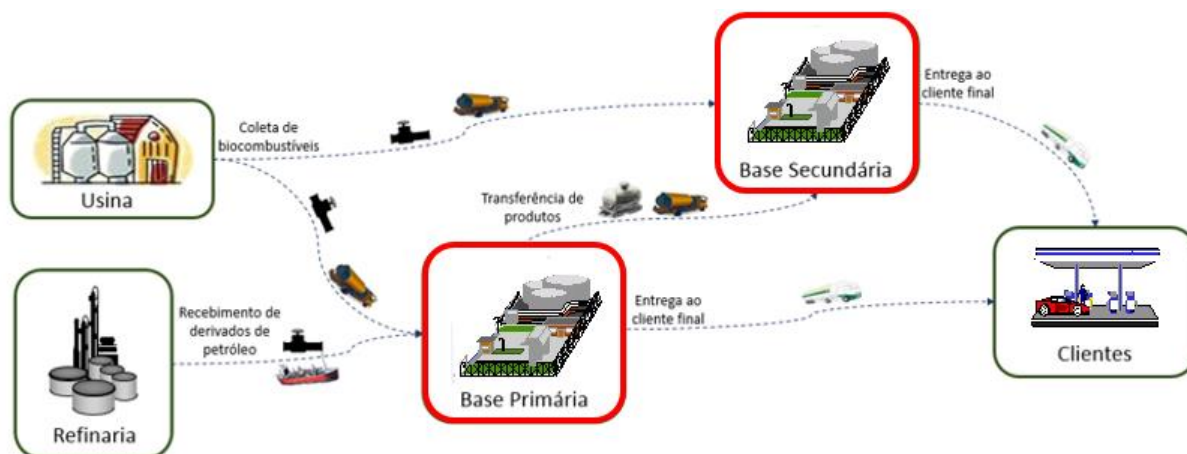 Entrega ao
cliente final
Coleta de
biocombustíveis
Base Secundária
Usina
Transferência de
produtos
Recebimento de
derivados de
petróleo
Entrega ao
cliente final
Clientes
Base Primária
Refinaria